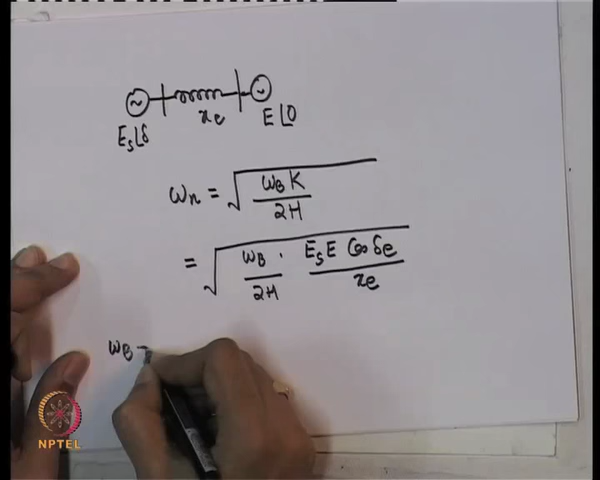 ~ ~
x_e
E_s∠δ E∠0
ω_n = √(ω_B K / 2H)
= √(ω_B / 2H · E_s E Cos δ_e / x_e)
ω_B –
NPTEL